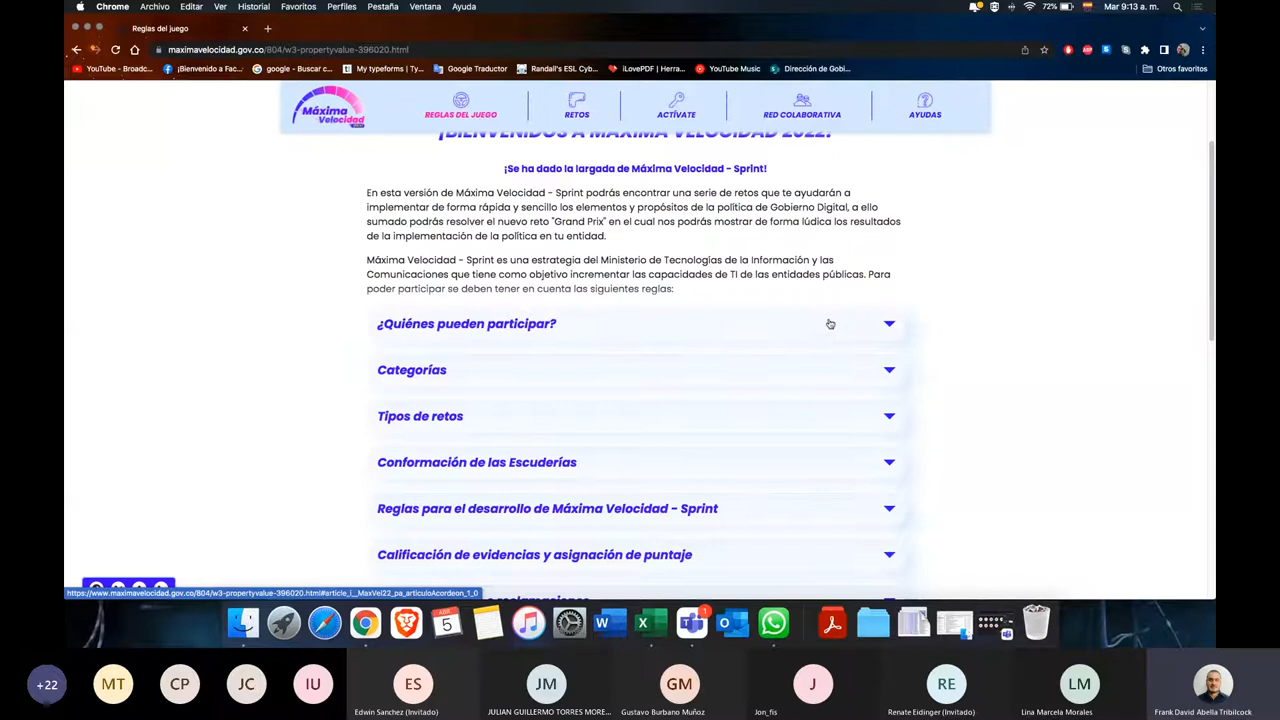 Chrome Archivo Editar Ver Historial Favoritos Perfiles Pestaña Ventana Ayuda 72% Mar 9:13 a. m.
Reglas del juego
maximavelocidad.gov.co/804/w3-propertyvalue-396020.html
YouTube - Broadc... ¡Bienvenido a Fac... google - Buscar c... My typeforms | Ty... Google Traductor Randall's ESL Cyb... iLovePDF | Herra... YouTube Music Dirección de Gobi... Otros favoritos
Máxima Velocidad REGLAS DEL JUEGO RETOS ACTÍVATE RED COLABORATIVA AYUDAS
¡BIENVENIDOS A MÁXIMA VELOCIDAD 2022!
¡Se ha dado la largada de Máxima Velocidad - Sprint!
En esta versión de Máxima Velocidad - Sprint podrás encontrar una serie de retos que te ayudarán a
implementar de forma rápida y sencillo los elementos y propósitos de la política de Gobierno Digital, a ello
sumado podrás resolver el nuevo reto "Grand Prix" en el cual nos podrás mostrar de forma lúdica los resultados
de la implementación de la política en tu entidad.
Máxima Velocidad - Sprint es una estrategia del Ministerio de Tecnologías de la Información y las
Comunicaciones que tiene como objetivo incrementar las capacidades de TI de las entidades públicas. Para
poder participar se deben tener en cuenta las siguientes reglas:
¿Quiénes pueden participar?
Categorías
Tipos de retos
Conformación de las Escuderías
Reglas para el desarrollo de Máxima Velocidad - Sprint
Calificación de evidencias y asignación de puntaje
https://www.maximavelocidad.gov.co/804/w3-propertyvalue-396020.html#article_i__MaxVel22_pa_articuloAcordeon_1_0
ABR 5 1
+22 MT CP JC IU ES JM GM J RE LM
Edwin Sanchez (Invitado) JULIAN GUILLERMO TORRES MORE... Gustavo Burbano Muñoz Jon_fis Renate Eidinger (Invitado) Lina Marcela Morales Frank David Abella Tribilcock